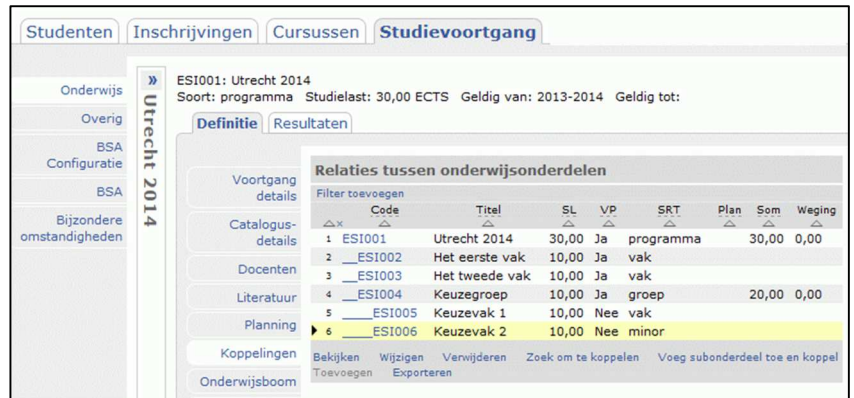 Studenten Inschrijvingen Cursussen Studievoortgang
Onderwijs
Overig
BSA
Configuratie
BSA
Bijzondere
omstandigheden
»
Utrecht 2014
ESI001: Utrecht 2014
Soort: programma Studielast: 30,00 ECTS Geldig van: 2013-2014 Geldig tot:
Definitie Resultaten
Voortgang
details
Catalogus-
details
Docenten
Literatuur
Planning
Koppelingen
Onderwijsboom
Relaties tussen onderwijsonderdelen
Filter toevoegen
Code Titel SL VP SRT Plan Som Weging
1 ESI001 Utrecht 2014 30,00 Ja programma 30,00 0,00
2 __ESI002 Het eerste vak 10,00 Ja vak
3 __ESI003 Het tweede vak 10,00 Ja vak
4 __ESI004 Keuzegroep 10,00 Ja groep 20,00 0,00
5 ____ESI005 Keuzevak 1 10,00 Nee vak
6 ____ESI006 Keuzevak 2 10,00 Nee minor
Bekijken Wijzigen Verwijderen Zoek om te koppelen Voeg subonderdeel toe en koppel
Toevoegen Exporteren